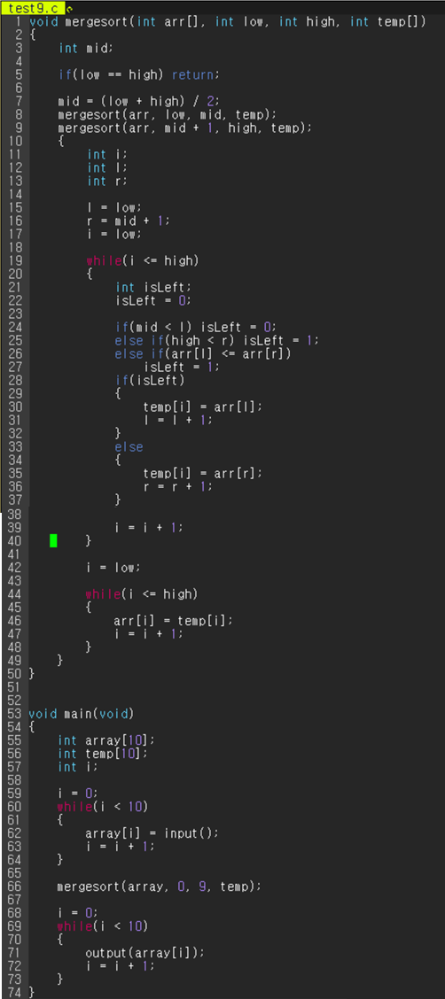 test9.c
1 void mergesort(int arr[], int low, int high, int temp[])
2 {
3     int mid;
4
5     if(low == high) return;
6
7     mid = (low + high) / 2;
8     mergesort(arr, low, mid, temp);
9     mergesort(arr, mid + 1, high, temp);
10     {
11         int i;
12         int l;
13         int r;
14
15         l = low;
16         r = mid + 1;
17         i = low;
18
19         while(i <= high)
20         {
21             int isLeft;
22             isLeft = 0;
23
24             if(mid < l) isLeft = 0;
25             else if(high < r) isLeft = 1;
26             else if(arr[l] <= arr[r])
27                 isLeft = 1;
28             if(isLeft)
29             {
30                 temp[i] = arr[l];
31                 l = l + 1;
32             }
33             else
34             {
35                 temp[i] = arr[r];
36                 r = r + 1;
37             }
38
39             i = i + 1;
40         }
41
42         i = low;
43
44         while(i <= high)
45         {
46             arr[i] = temp[i];
47             i = i + 1;
48         }
49     }
50 }
51
52
53 void main(void)
54 {
55     int array[10];
56     int temp[10];
57     int i;
58
59     i = 0;
60     while(i < 10)
61     {
62         array[i] = input();
63         i = i + 1;
64     }
65
66     mergesort(array, 0, 9, temp);
67
68     i = 0;
69     while(i < 10)
70     {
71         output(array[i]);
72         i = i + 1;
73     }
74 }